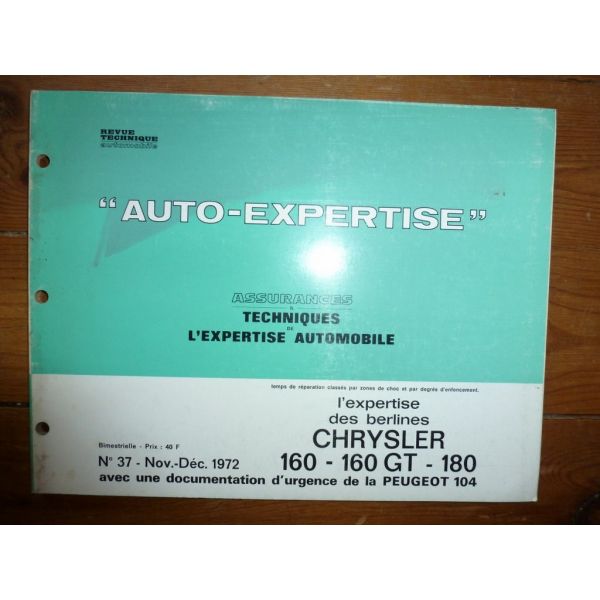 REVUE
TECHNIQUE
automobile
"AUTO-EXPERTISE"
ASSURANCES
&
TECHNIQUES
DE
L'EXPERTISE AUTOMOBILE
temps de réparation classés par zones de choc et par degrés d'enfoncement.
l'expertise
des berlines
CHRYSLER
160 - 160 GT - 180
Bimestrielle - Prix : 40 F
N° 37 - Nov.-Déc. 1972
avec une documentation d'urgence de la PEUGEOT 104